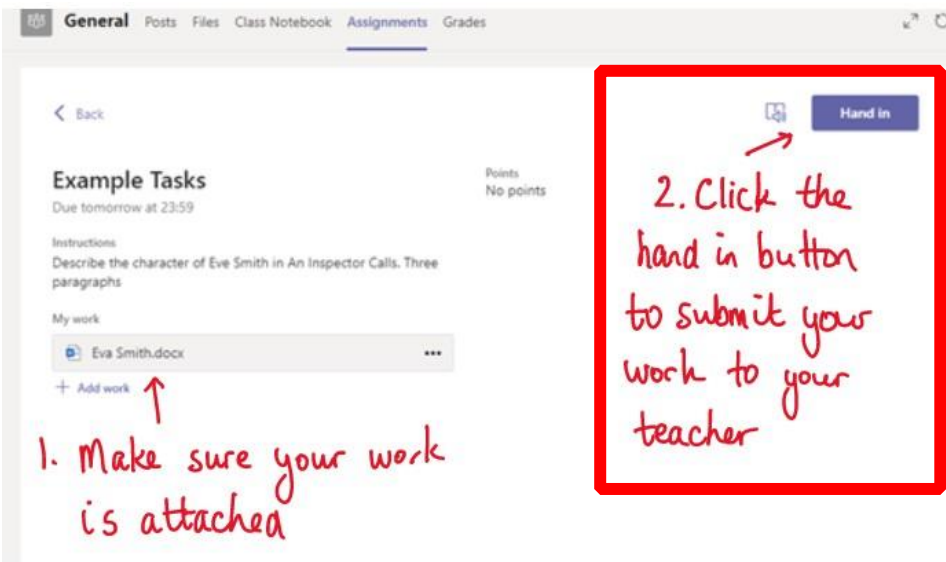 General Posts Files Class Notebook Assignments Grades
Back
Hand in
Example Tasks
Due tomorrow at 23:59
Points
No points
Instructions
Describe the character of Eve Smith in An Inspector Calls. Three
paragraphs
My work
Eva Smith.docx
+ Add work
1. Make sure your work
is attached
2. Click the
hand in button
to submit your
work to your
teacher